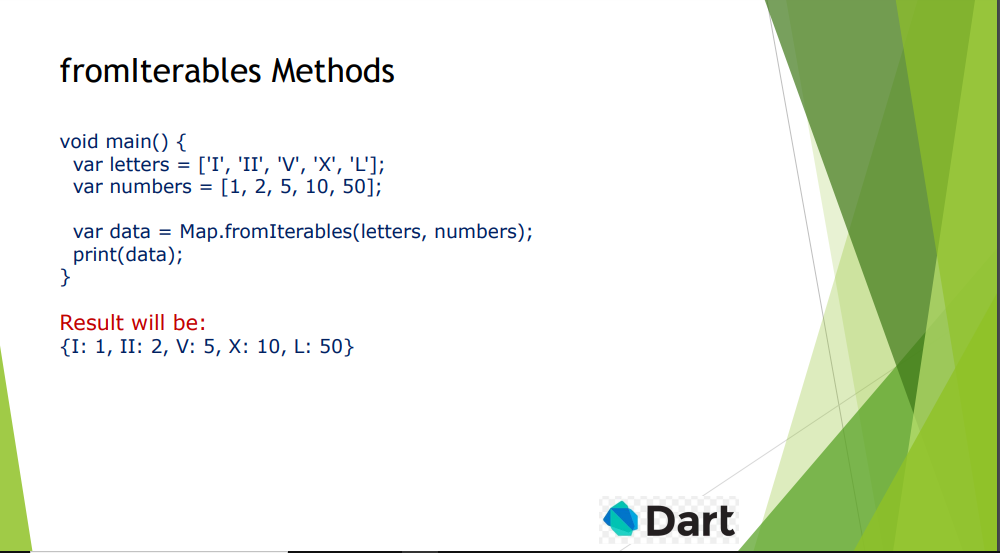 fromIterables Methods
void main() {
  var letters = ['I', 'II', 'V', 'X', 'L'];
  var numbers = [1, 2, 5, 10, 50];
  var data = Map.fromIterables(letters, numbers);
  print(data);
}
Result will be:
{I: 1, II: 2, V: 5, X: 10, L: 50}
Dart